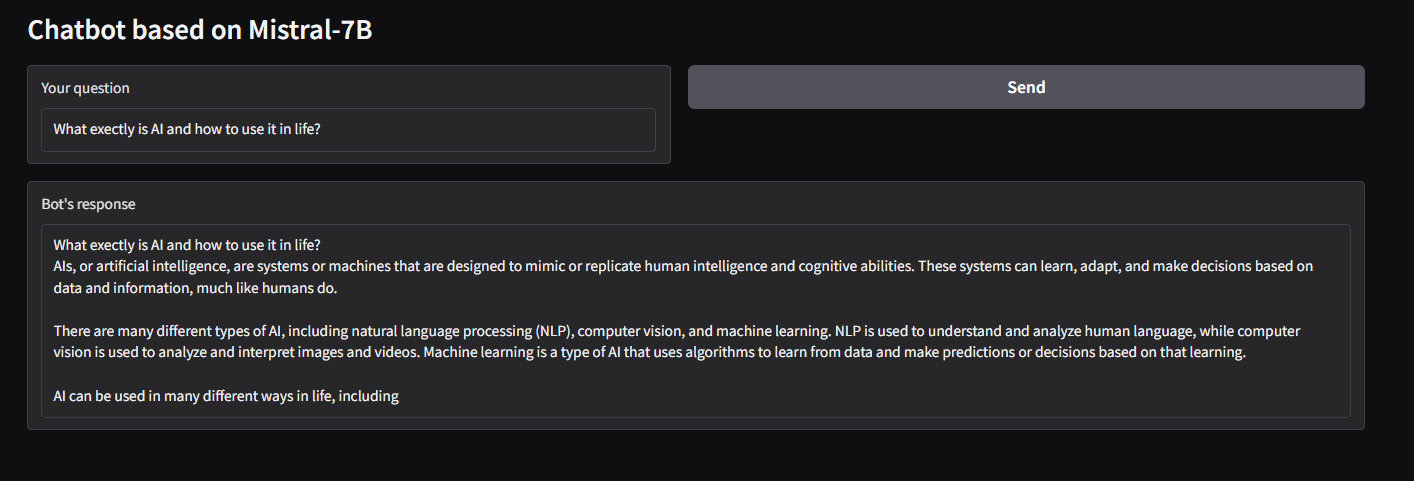 Chatbot based on Mistral-7B
Your question
Send
What exectly is AI and how to use it in life?
Bot's response
What exectly is AI and how to use it in life?
AIs, or artificial intelligence, are systems or machines that are designed to mimic or replicate human intelligence and cognitive abilities. These systems can learn, adapt, and make decisions based on
data and information, much like humans do.
There are many different types of AI, including natural language processing (NLP), computer vision, and machine learning. NLP is used to understand and analyze human language, while computer
vision is used to analyze and interpret images and videos. Machine learning is a type of AI that uses algorithms to learn from data and make predictions or decisions based on that learning.
AI can be used in many different ways in life, including